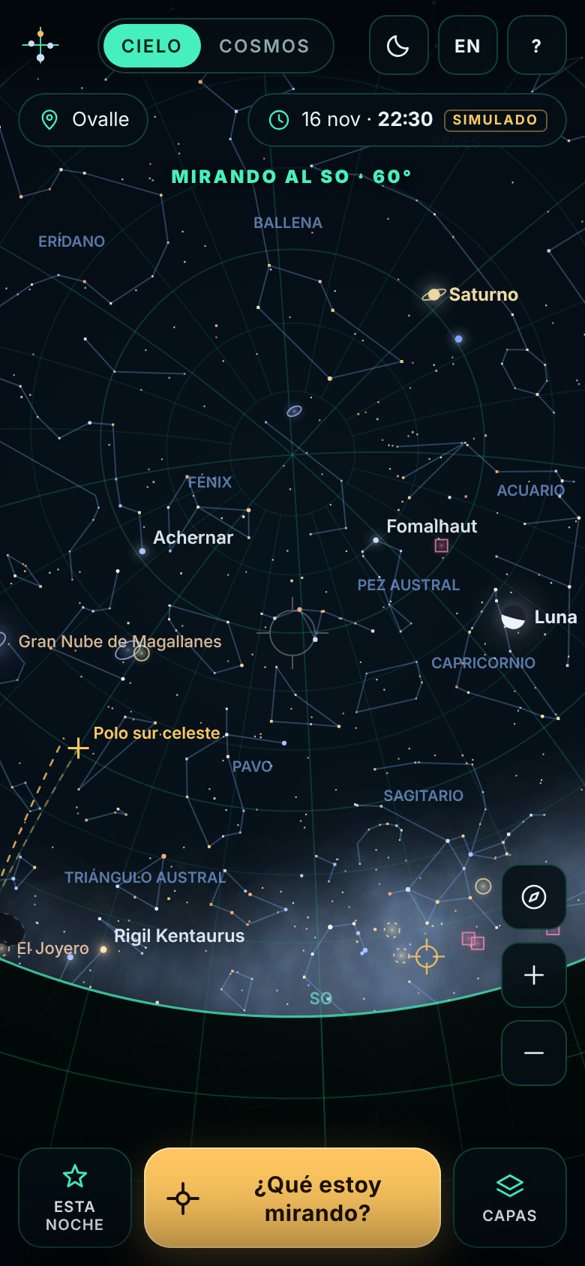 CIELO
COSMOS
EN
?
Ovalle
16 nov · 22:30 SIMULADO
MIRANDO AL SO · 60°
BALLENA
ERÍDANO
Saturno
FÉNIX
ACUARIO
Fomalhaut
Achernar
PEZ AUSTRAL
Luna
Gran Nube de Magallanes
CAPRICORNIO
Polo sur celeste
PAVO
SAGITARIO
TRIÁNGULO AUSTRAL
Rigil Kentaurus
El Joyero
SO
ESTA
NOCHE
¿Qué estoy
mirando?
CAPAS